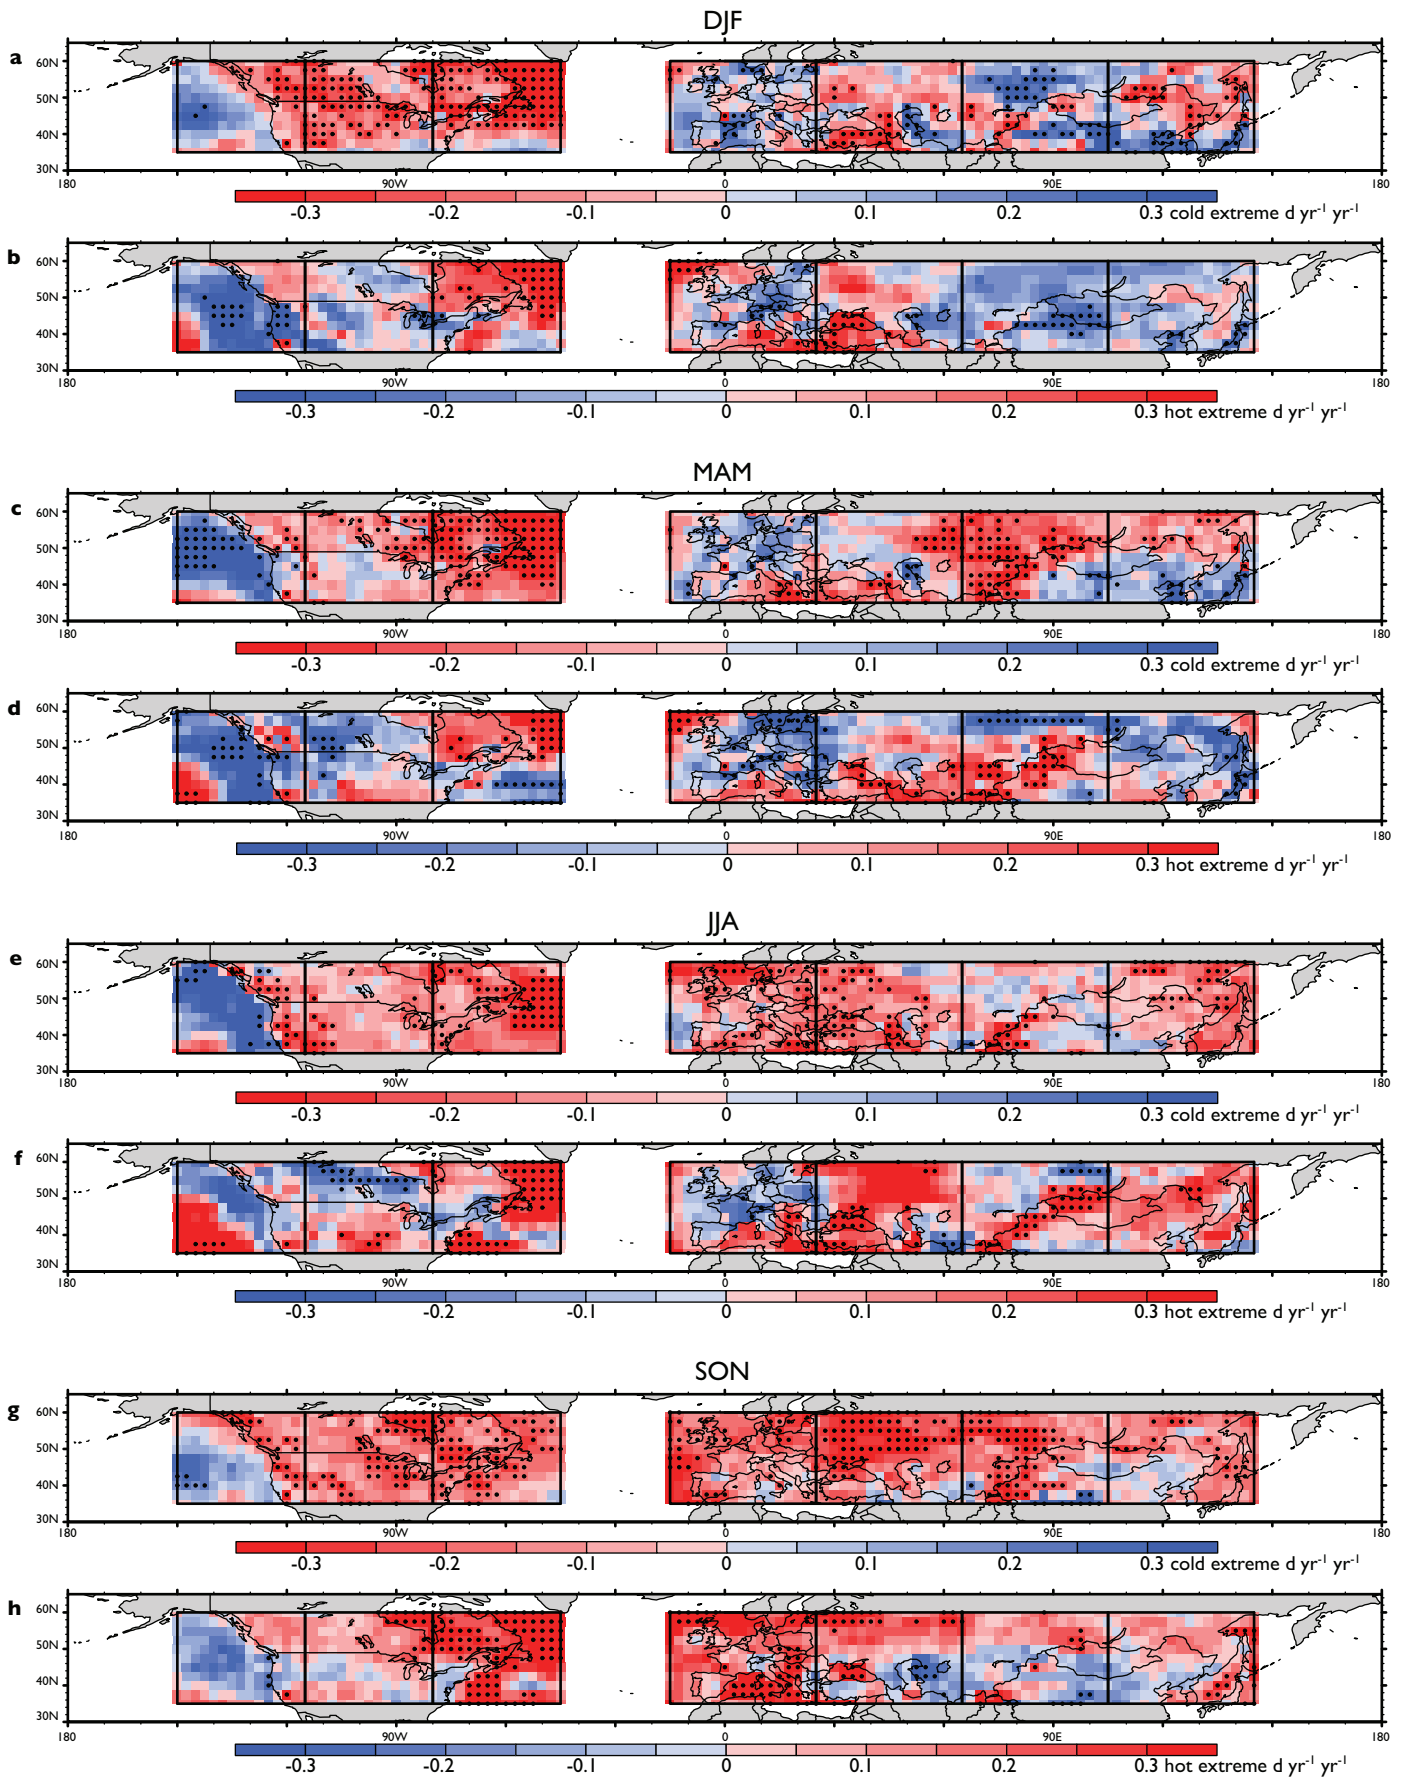 DJF
a
60N
50N
40N
30N
180 90W 0 90E 180
-0.3 -0.2 -0.1 0 0.1 0.2 0.3 cold extreme d yr⁻¹ yr⁻¹
b
60N
50N
40N
30N
180 90W 0 90E 180
-0.3 -0.2 -0.1 0 0.1 0.2 0.3 hot extreme d yr⁻¹ yr⁻¹
MAM
c
60N
50N
40N
30N
180 90W 0 90E 180
-0.3 -0.2 -0.1 0 0.1 0.2 0.3 cold extreme d yr⁻¹ yr⁻¹
d
60N
50N
40N
30N
180 90W 0 90E 180
-0.3 -0.2 -0.1 0 0.1 0.2 0.3 hot extreme d yr⁻¹ yr⁻¹
JJA
e
60N
50N
40N
30N
180 90W 0 90E 180
-0.3 -0.2 -0.1 0 0.1 0.2 0.3 cold extreme d yr⁻¹ yr⁻¹
f
60N
50N
40N
30N
180 90W 0 90E 180
-0.3 -0.2 -0.1 0 0.1 0.2 0.3 hot extreme d yr⁻¹ yr⁻¹
SON
g
60N
50N
40N
30N
180 90W 0 90E 180
-0.3 -0.2 -0.1 0 0.1 0.2 0.3 cold extreme d yr⁻¹ yr⁻¹
h
60N
50N
40N
30N
180 90W 0 90E 180
-0.3 -0.2 -0.1 0 0.1 0.2 0.3 hot extreme d yr⁻¹ yr⁻¹